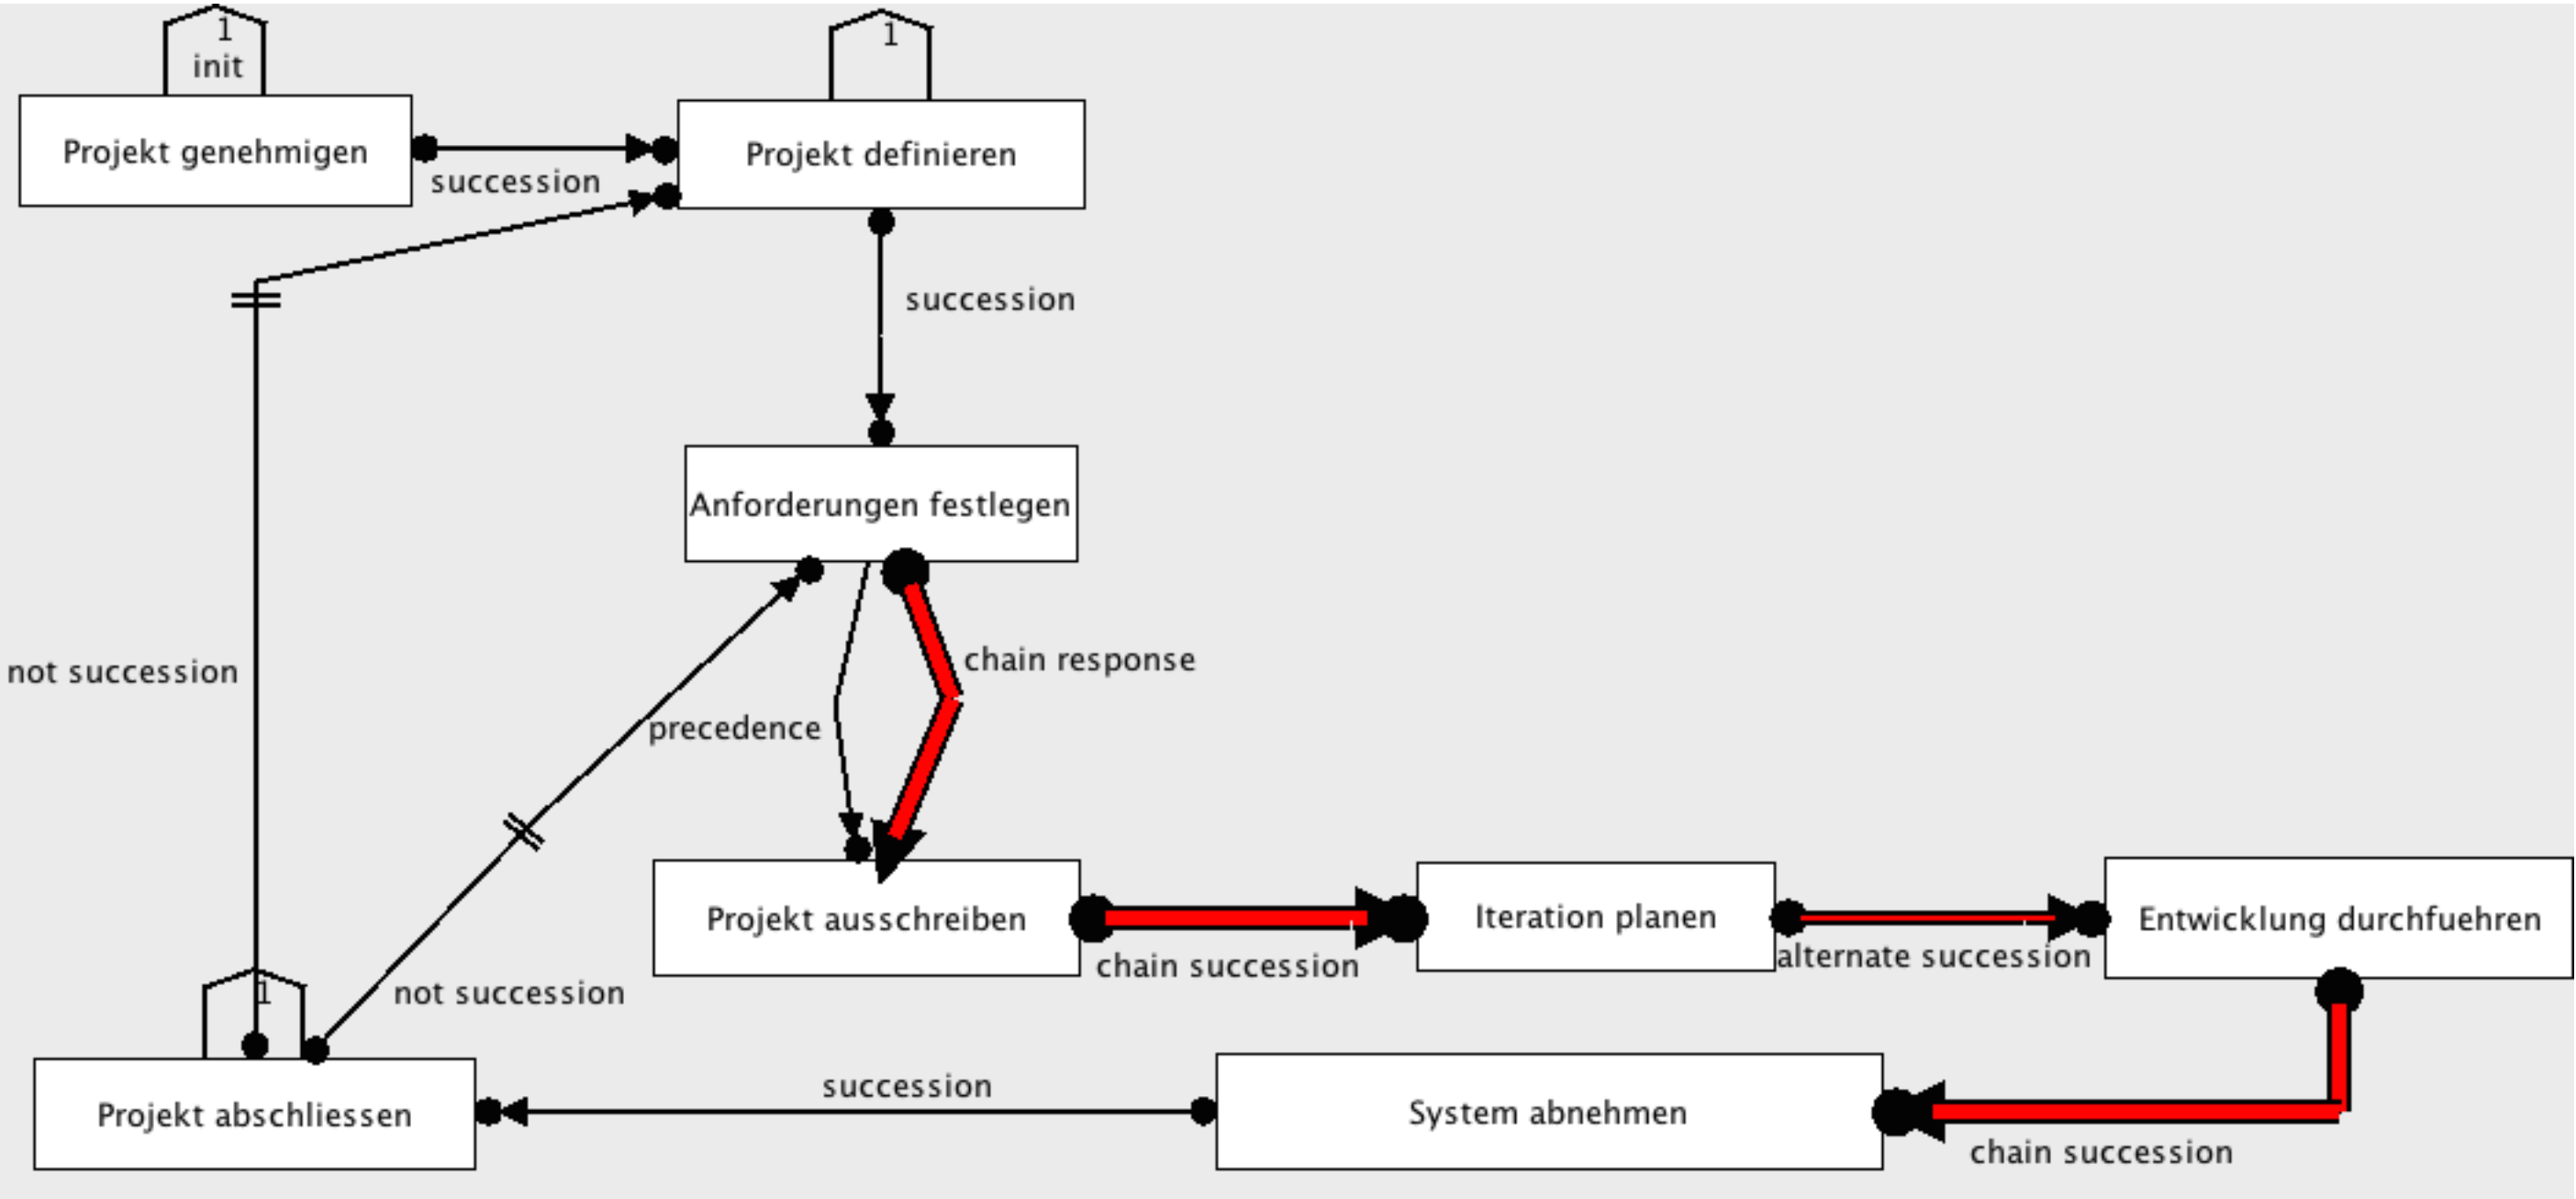 1
init
1
Projekt genehmigen
Projekt definieren
succession
succession
Anforderungen festlegen
chain response
not succession
precedence
Projekt ausschreiben
Iteration planen
Entwicklung durchfuehren
chain succession
alternate succession
1
not succession
Projekt abschliessen
succession
System abnehmen
chain succession